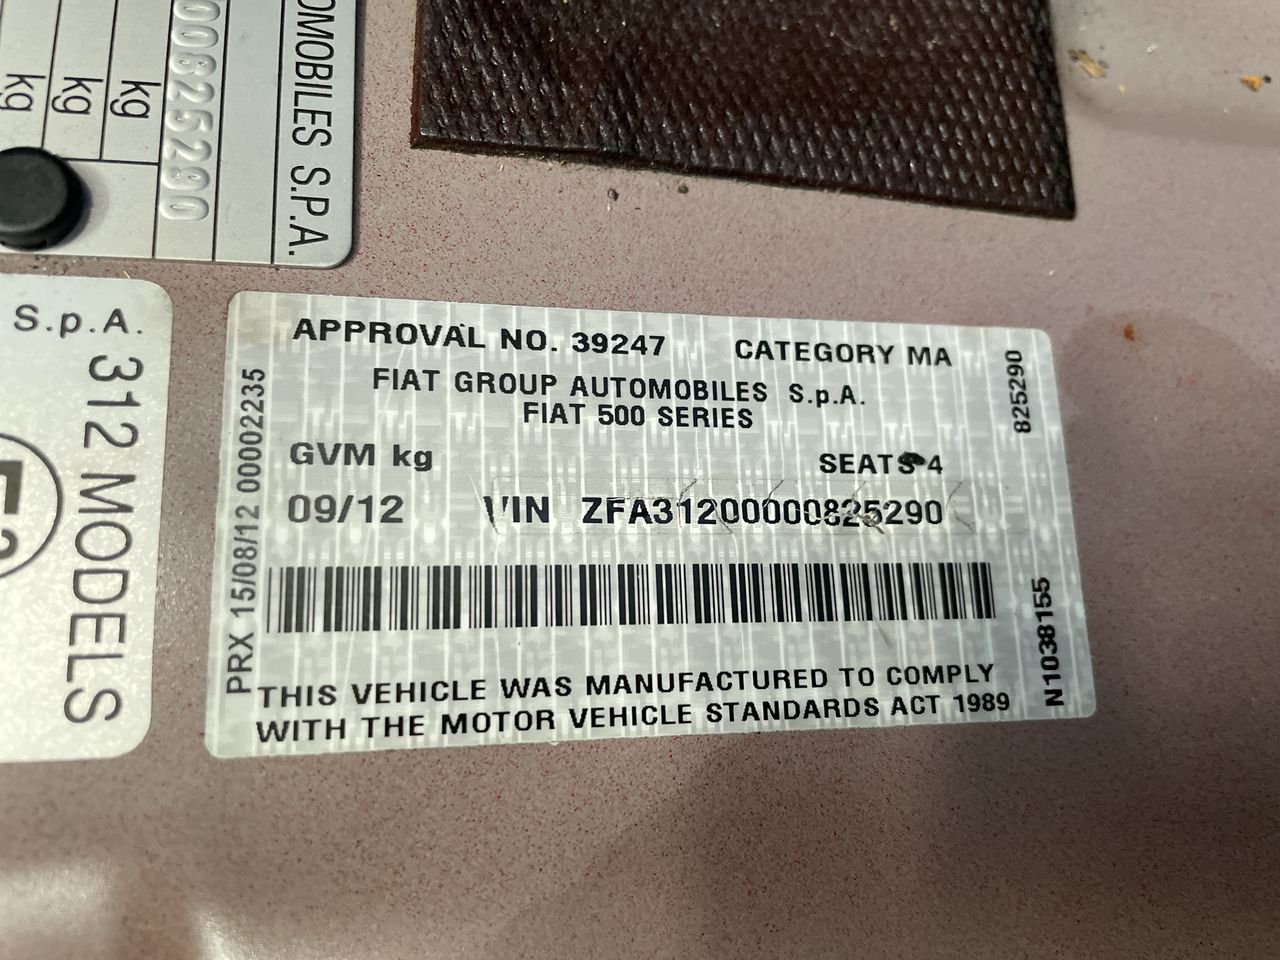 OMOBILES S.P.A.
00825290
kg
kg
kg
S.p.A.
312 MODELS
APPROVAL NO. 39247 CATEGORY MA
FIAT GROUP AUTOMOBILES S.p.A.
FIAT 500 SERIES
GVM kg SEATS 4
09/12 VIN ZFA31200000825290
THIS VEHICLE WAS MANUFACTURED TO COMPLY
WITH THE MOTOR VEHICLE STANDARDS ACT 1989
PRX 15/08/12 00002235
825290
N1038155